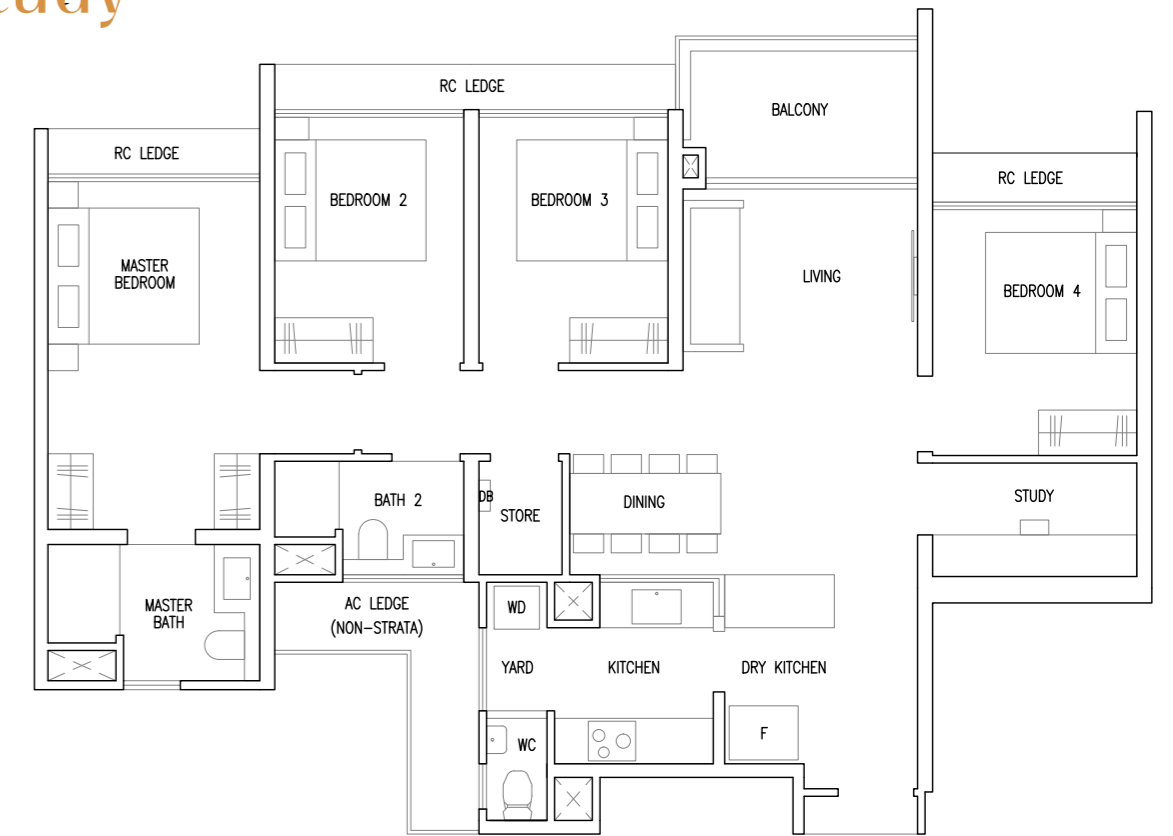 RC LEDGE
BALCONY
RC LEDGE
RC LEDGE
BEDROOM 2
BEDROOM 3
MASTER
BEDROOM
LIVING
BEDROOM 4
BATH 2
DB
STORE
DINING
STUDY
MASTER
BATH
AC LEDGE
(NON-STRATA)
WD
YARD
KITCHEN
DRY KITCHEN
WC
F